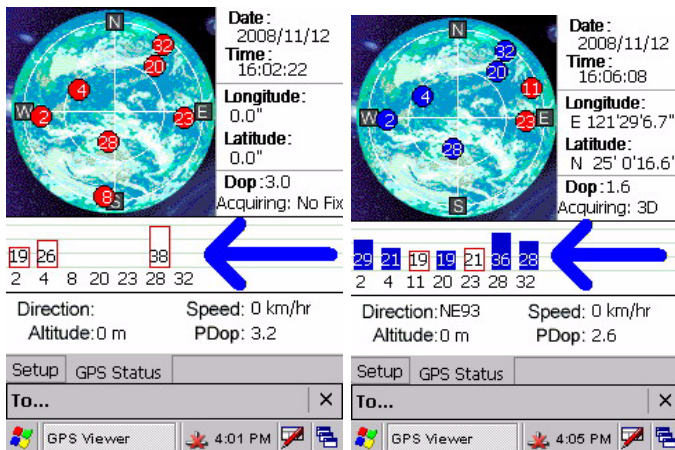 N
32
20
4
W
2
23
E
28
8
S
Date:
2008/11/12
Time:
16:02:22
Longitude:
0.0"
Latitude:
0.0"
Dop:3.0
Acquiring: No Fix
19 26 38
2 4 8 20 23 28 32
Direction: Speed: 0 km/hr
Altitude:0 m PDop: 3.2
Setup GPS Status
To... ×
GPS Viewer 4:01 PM
N
32
20
11
4
W
2
23
E
28
S
Date:
2008/11/12
Time:
16:06:08
Longitude:
E 121'29'6.7"
Latitude:
N 25' 0'16.6"
Dop:1.6
Acquiring: 3D
29 21 19 19 21 36 28
2 4 11 20 23 28 32
Direction:NE93 Speed: 0 km/hr
Altitude:0 m PDop: 2.6
Setup GPS Status
To... ×
GPS Viewer 4:05 PM